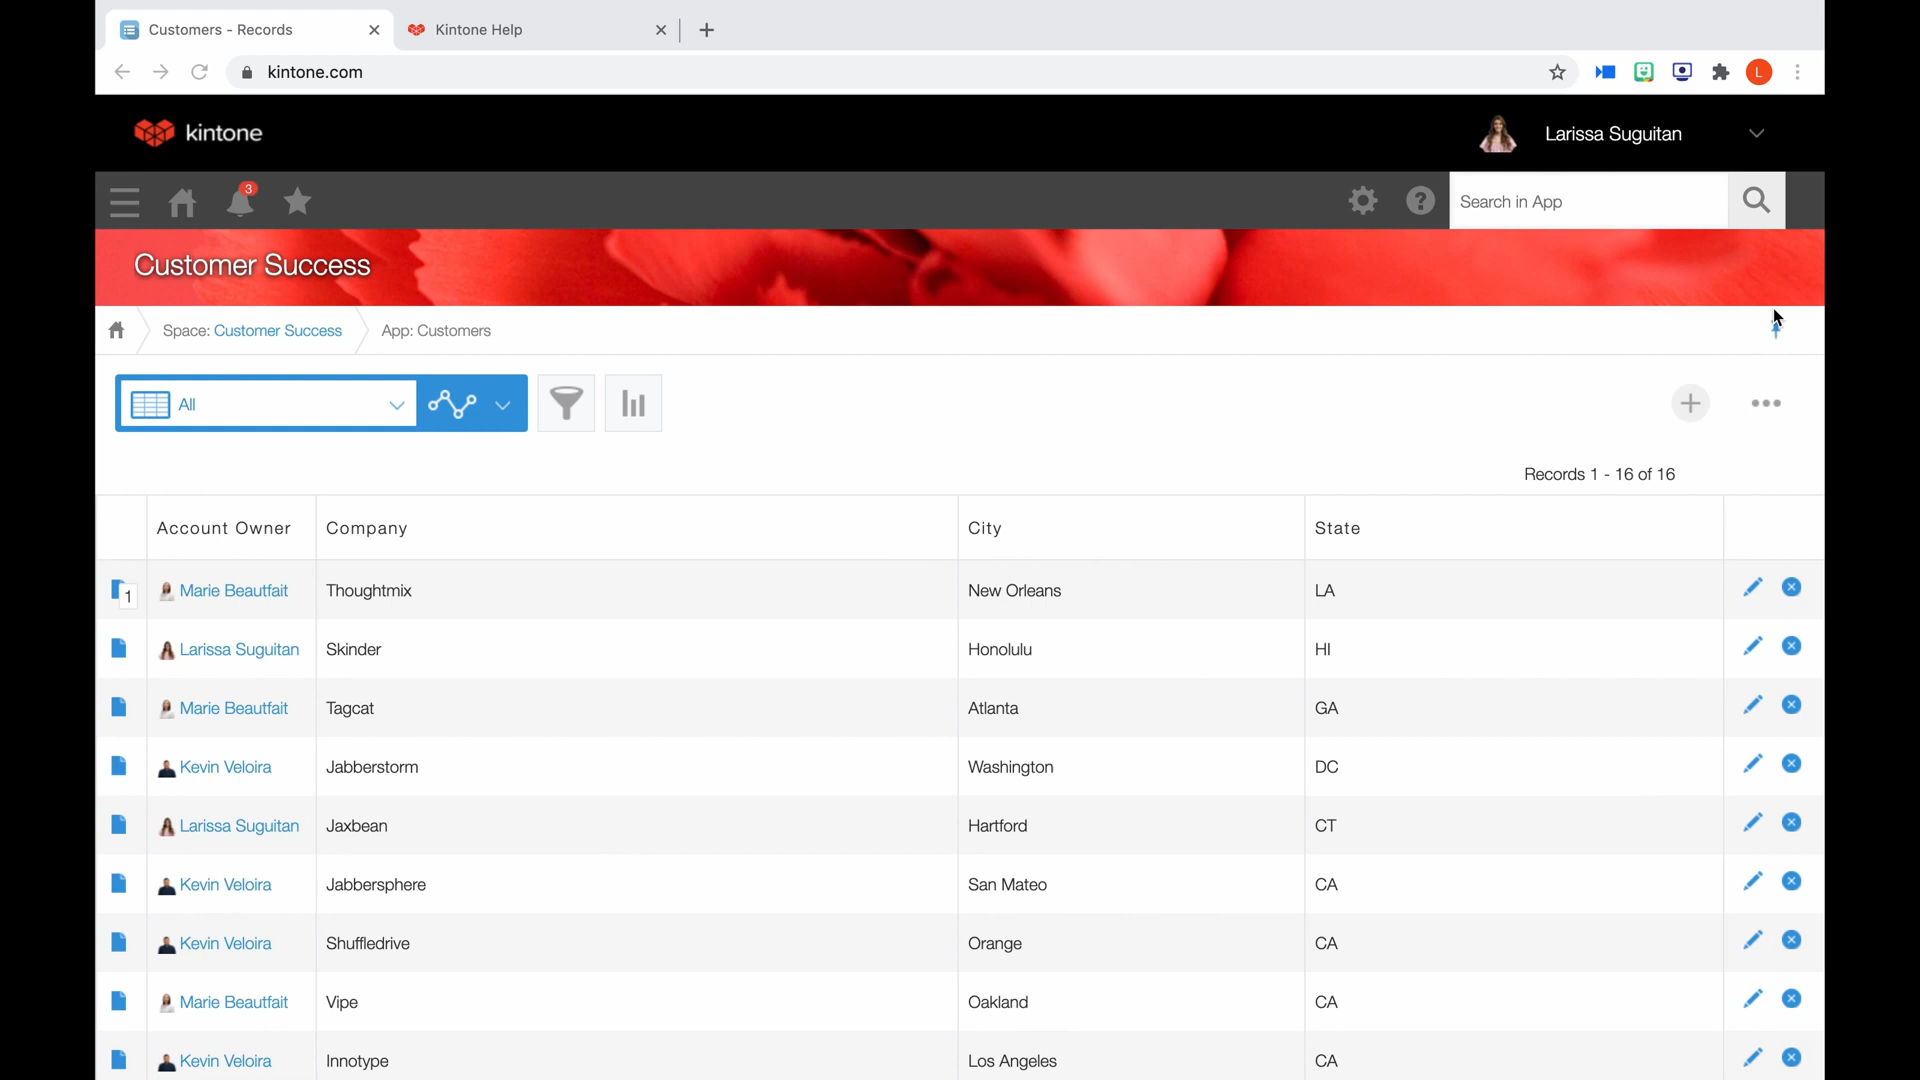 Customers - Records
Kintone Help
kintone.com
L
kintone
Larissa Suguitan
3
Search in App
Customer Success
Space: Customer Success
App: Customers
All
Records 1 - 16 of 16
Account Owner Company City State
1 Marie Beautfait Thoughtmix New Orleans LA
Larissa Suguitan Skinder Honolulu HI
Marie Beautfait Tagcat Atlanta GA
Kevin Veloira Jabberstorm Washington DC
Larissa Suguitan Jaxbean Hartford CT
Kevin Veloira Jabbersphere San Mateo CA
Kevin Veloira Shuffledrive Orange CA
Marie Beautfait Vipe Oakland CA
Kevin Veloira Innotype Los Angeles CA